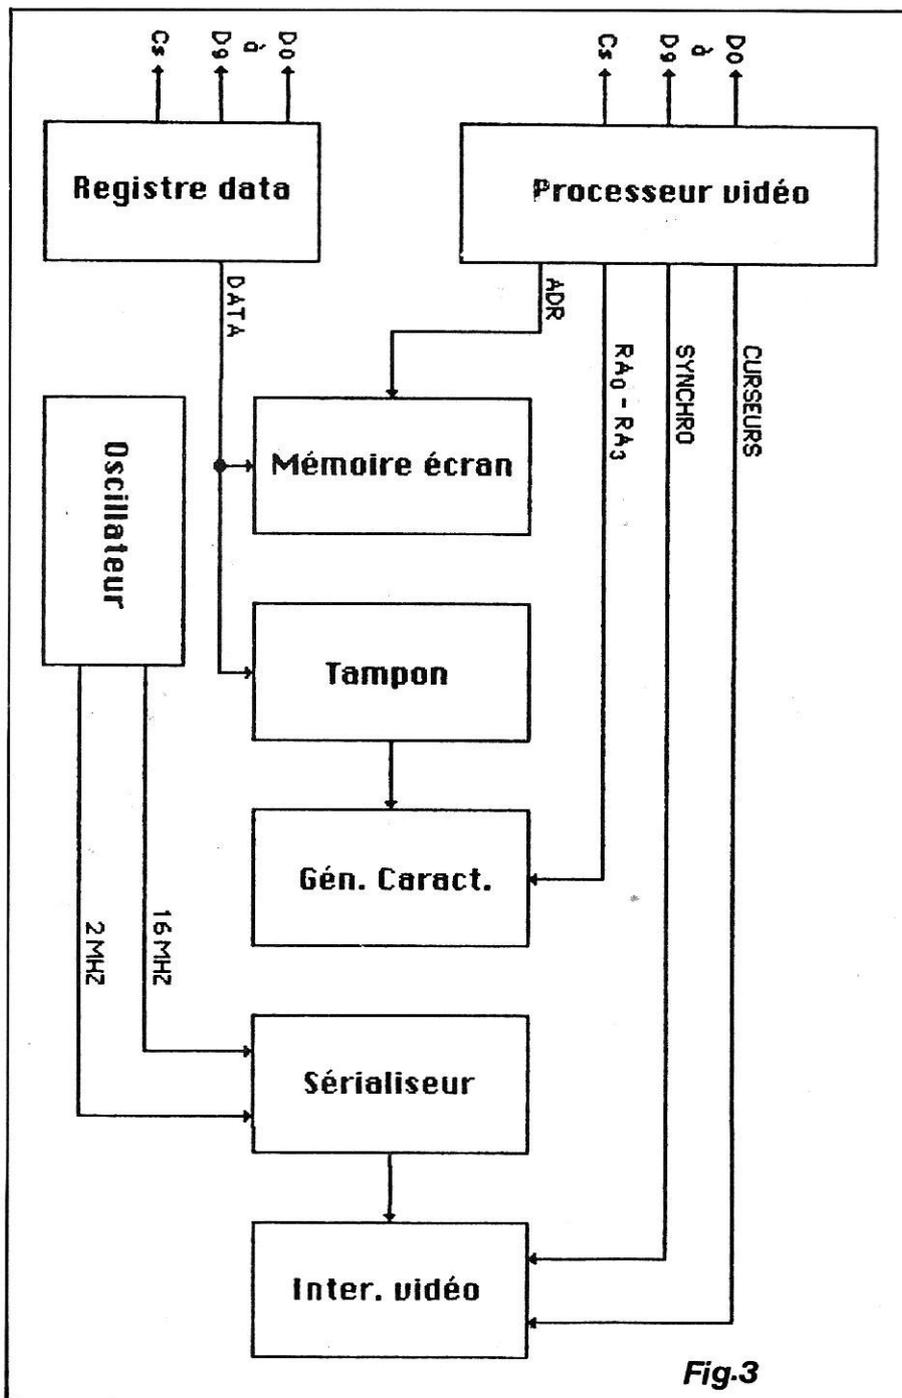 Cs
D9
à
D0
Cs
D9
à
D0
Registre data
Processeur vidéo
DATA
ADR
RA0 - RA3
SYNCHRO
CURSEURS
Mémoire écran
Oscillateur
Tampon
Gén. Caract.
2 MHZ
16 MHZ
Sérialiseur
Inter. vidéo
Fig.3